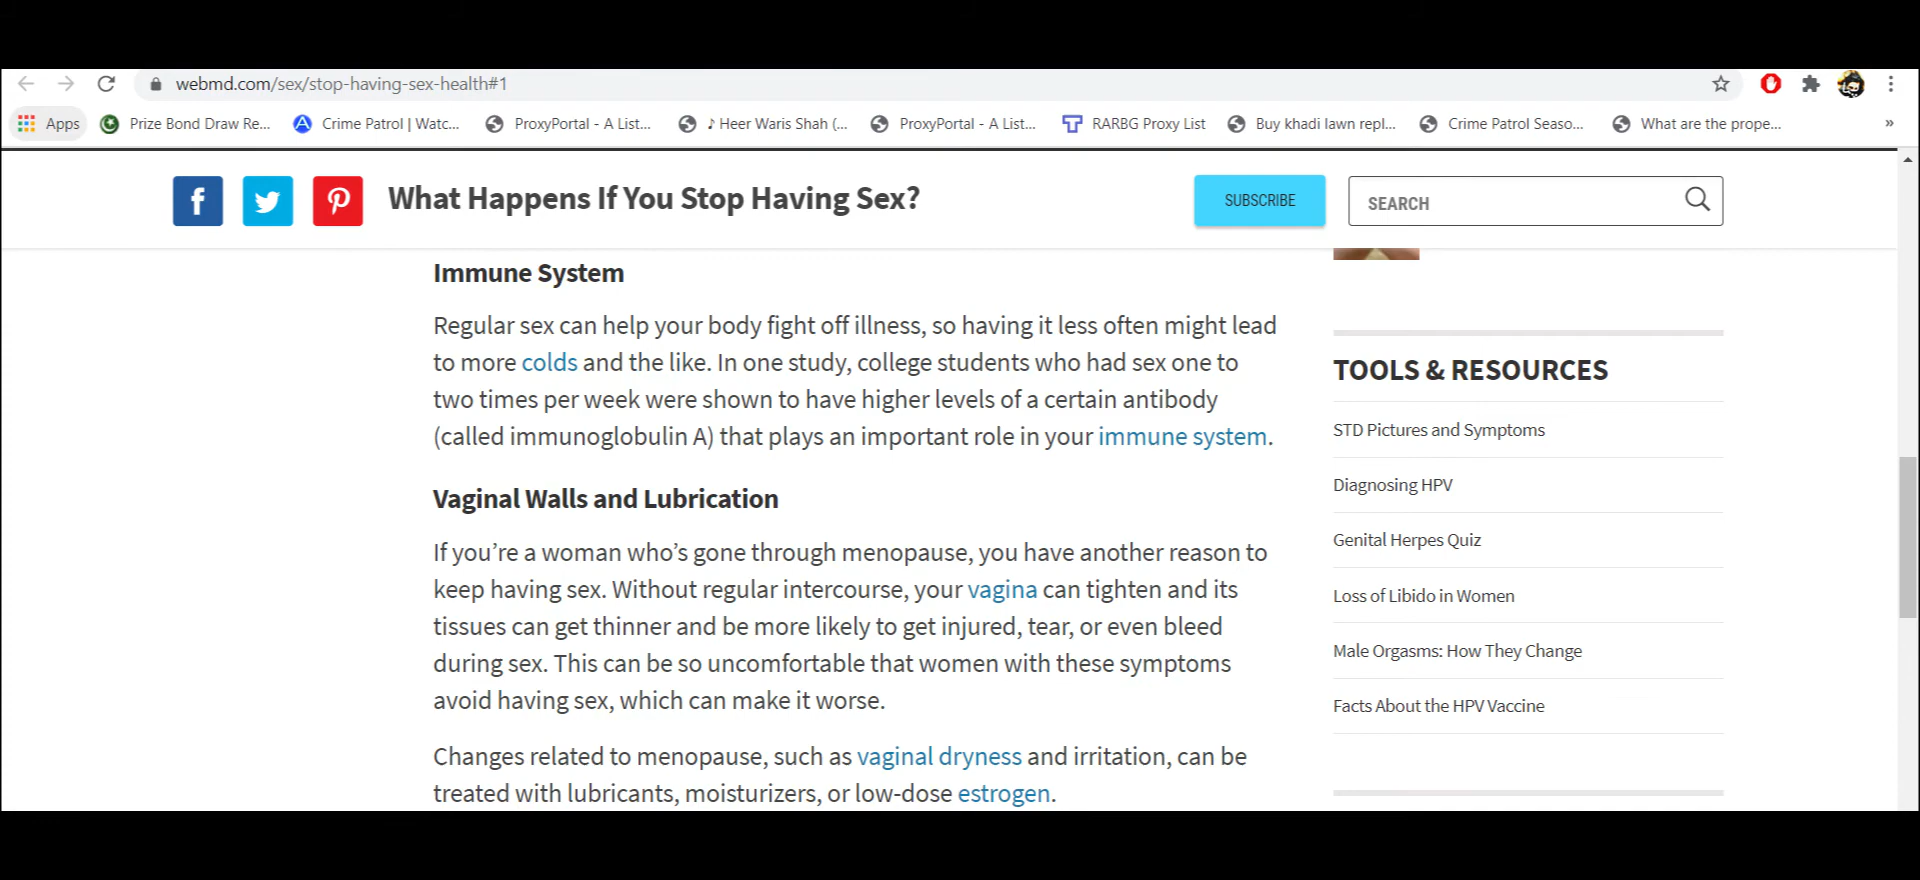 webmd.com/sex/stop-having-sex-health#1
Apps Prize Bond Draw Re... Crime Patrol | Watc... ProxyPortal - A List... ♪ Heer Waris Shah (... ProxyPortal - A List... RARBG Proxy List Buy khadi lawn repl... Crime Patrol Seaso... What are the prope... »
What Happens If You Stop Having Sex?
SUBSCRIBE
SEARCH
Immune System
Regular sex can help your body fight off illness, so having it less often might lead
to more colds and the like. In one study, college students who had sex one to
two times per week were shown to have higher levels of a certain antibody
(called immunoglobulin A) that plays an important role in your immune system.
Vaginal Walls and Lubrication
If you’re a woman who’s gone through menopause, you have another reason to
keep having sex. Without regular intercourse, your vagina can tighten and its
tissues can get thinner and be more likely to get injured, tear, or even bleed
during sex. This can be so uncomfortable that women with these symptoms
avoid having sex, which can make it worse.
Changes related to menopause, such as vaginal dryness and irritation, can be
treated with lubricants, moisturizers, or low-dose estrogen.
TOOLS & RESOURCES
STD Pictures and Symptoms
Diagnosing HPV
Genital Herpes Quiz
Loss of Libido in Women
Male Orgasms: How They Change
Facts About the HPV Vaccine